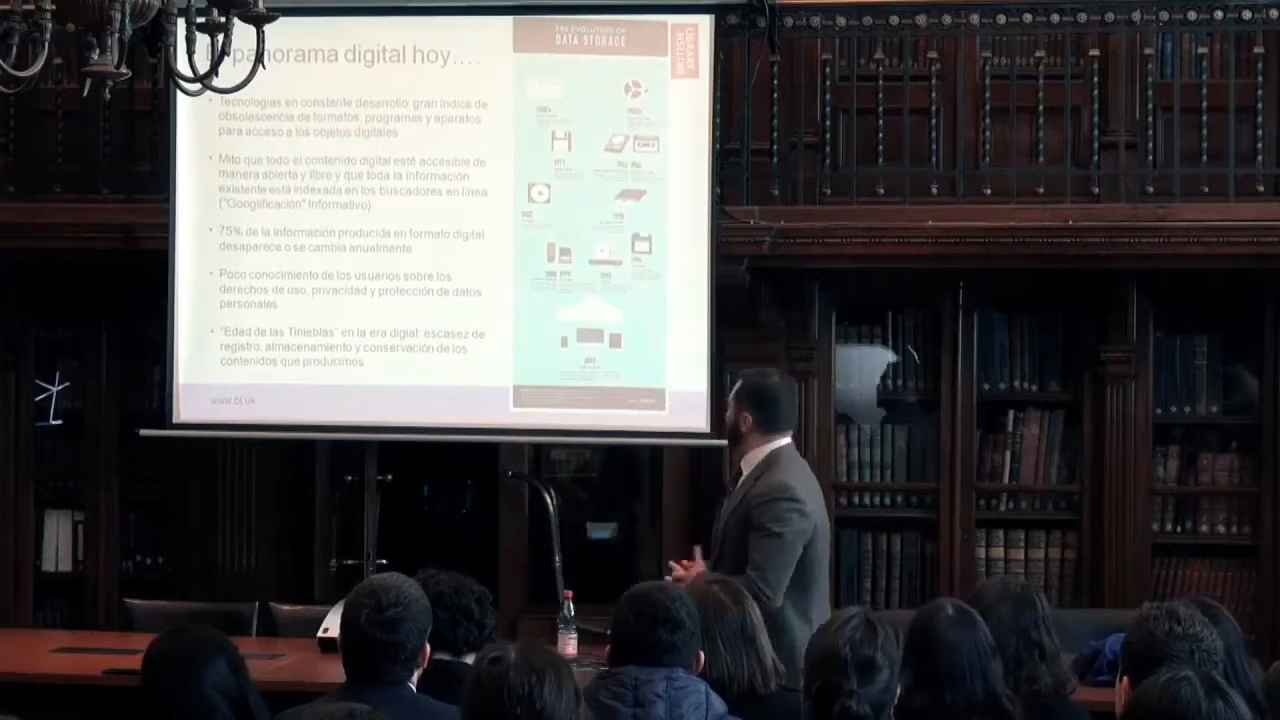 panorama digital hoy....
• Tecnologías en constante desarrollo: gran índice de
obsolescencia de formatos, programas y aparatos
para acceso a los objetos digitales
• Mito que todo el contenido digital esté accesible de
manera abierta y libre y que toda la información
existente está indexada en los buscadores en línea
("Googlificación" Informativo)
• 75% de la Información producida en formato digital
desaparece o se cambia anualmente
• Poco conocimiento de los usuarios sobre los
derechos de uso, privacidad y protección de datos
personales
• "Edad de las Tinieblas" en la era digial: escasez de
registro, almacenamiento y conservación de los
contenidos que producimos
www.bl.uk
THE EVOLUTION OF
DATA STORAGE
LIBRARY
BRITISH